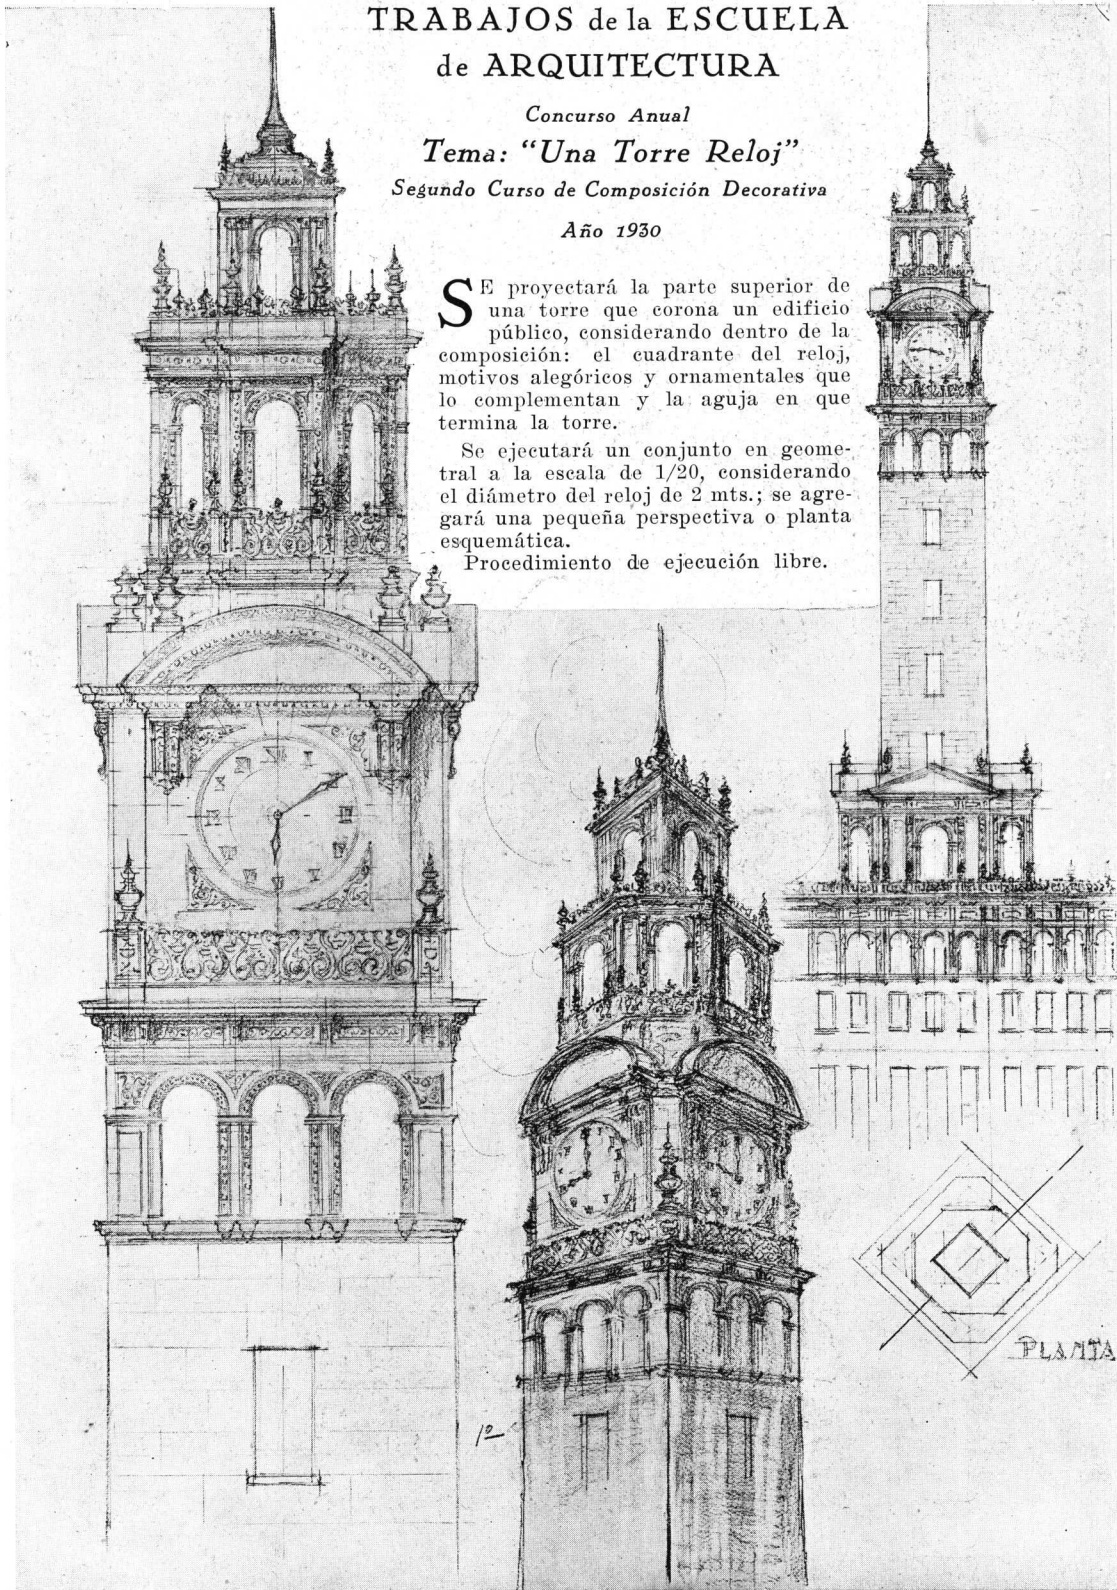 TRABAJOS de la ESCUELA
de ARQUITECTURA
Concurso Anual
Tema: “Una Torre Reloj”
Segundo Curso de Composición Decorativa
Año 1930
SE proyectará la parte superior de
una torre que corona un edificio
público, considerando dentro de la
composición: el cuadrante del reloj,
motivos alegóricos y ornamentales que
lo complementan y la aguja en que
termina la torre.
Se ejecutará un conjunto en geome-
tral a la escala de 1/20, considerando
el diámetro del reloj de 2 mts.; se agre-
gará una pequeña perspectiva o planta
esquemática.
Procedimiento de ejecución libre.
PLANTA
1º